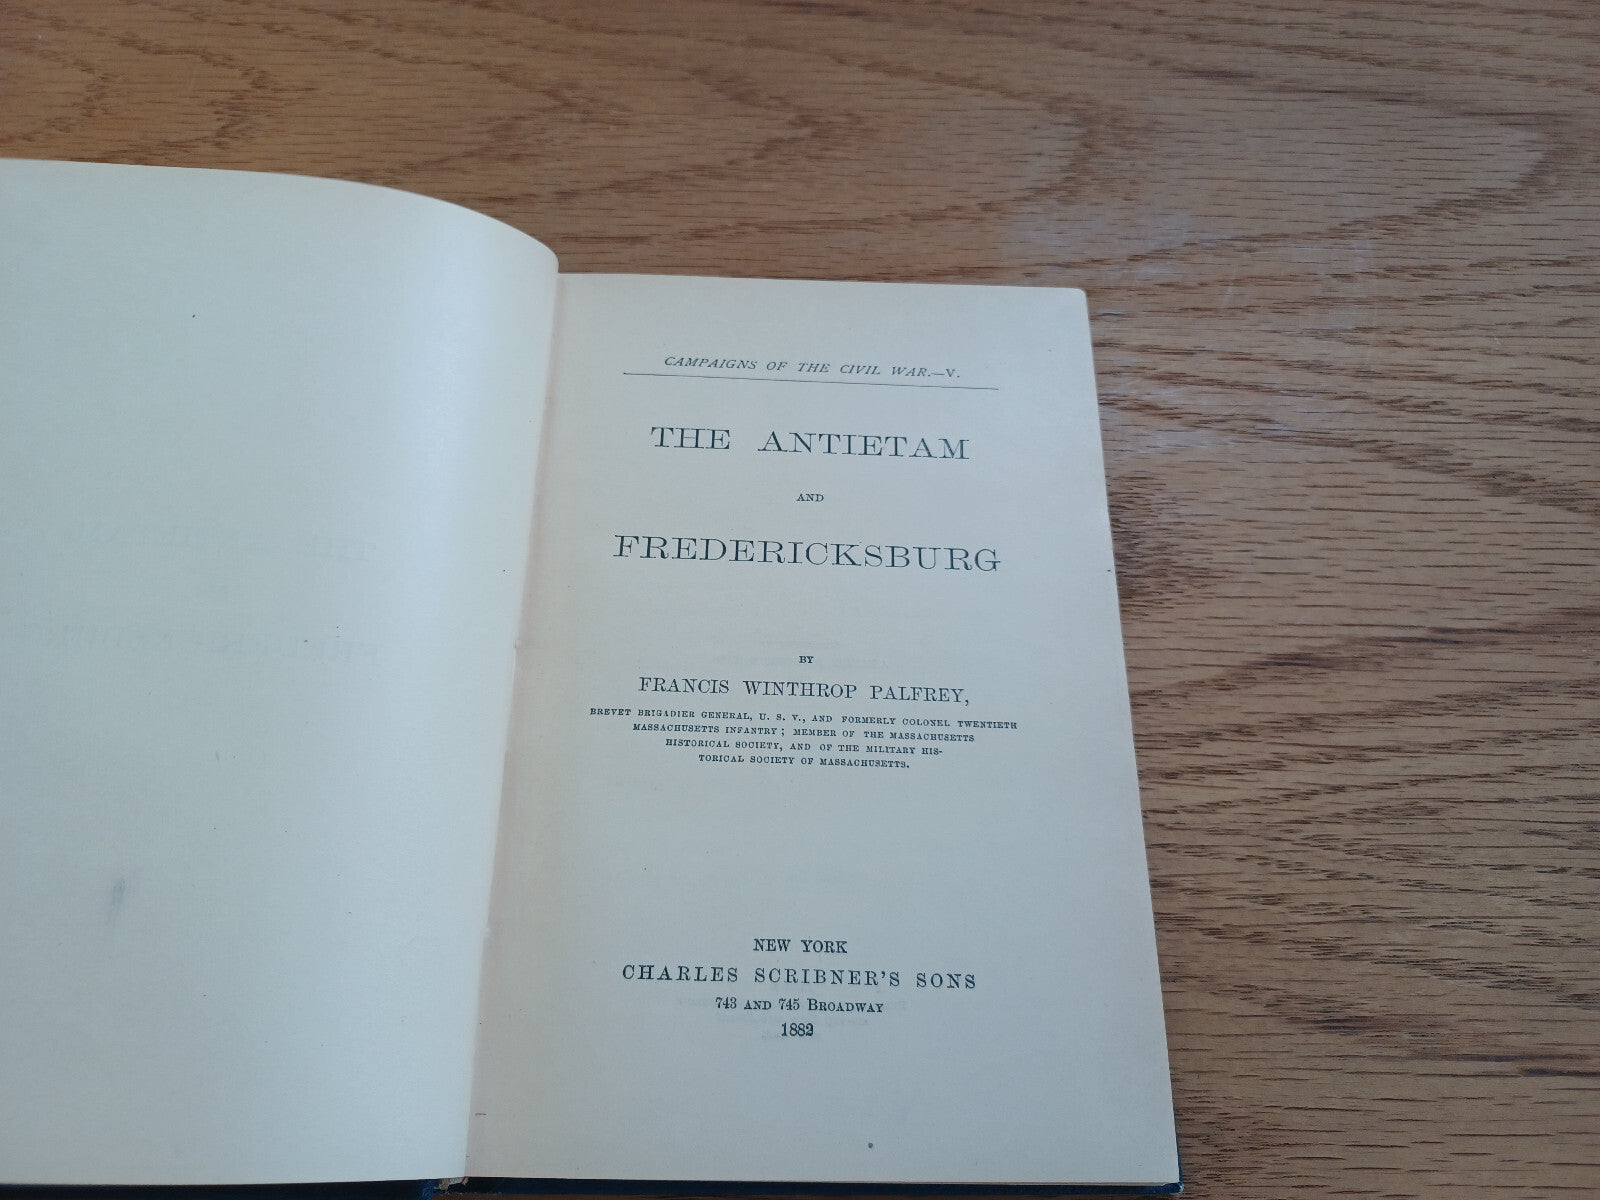 CAMPAIGNS OF THE CIVIL WAR.—V.
THE ANTIETAM
AND
FREDERICKSBURG
BY
FRANCIS WINTHROP PALFREY,
BREVET BRIGADIER GENERAL, U. S. V., AND FORMERLY COLONEL TWENTIETH
MASSACHUSETTS INFANTRY; MEMBER OF THE MASSACHUSETTS
HISTORICAL SOCIETY, AND OF THE MILITARY HIS-
TORICAL SOCIETY OF MASSACHUSETTS.
NEW YORK
CHARLES SCRIBNER'S SONS
743 AND 745 BROADWAY
1882